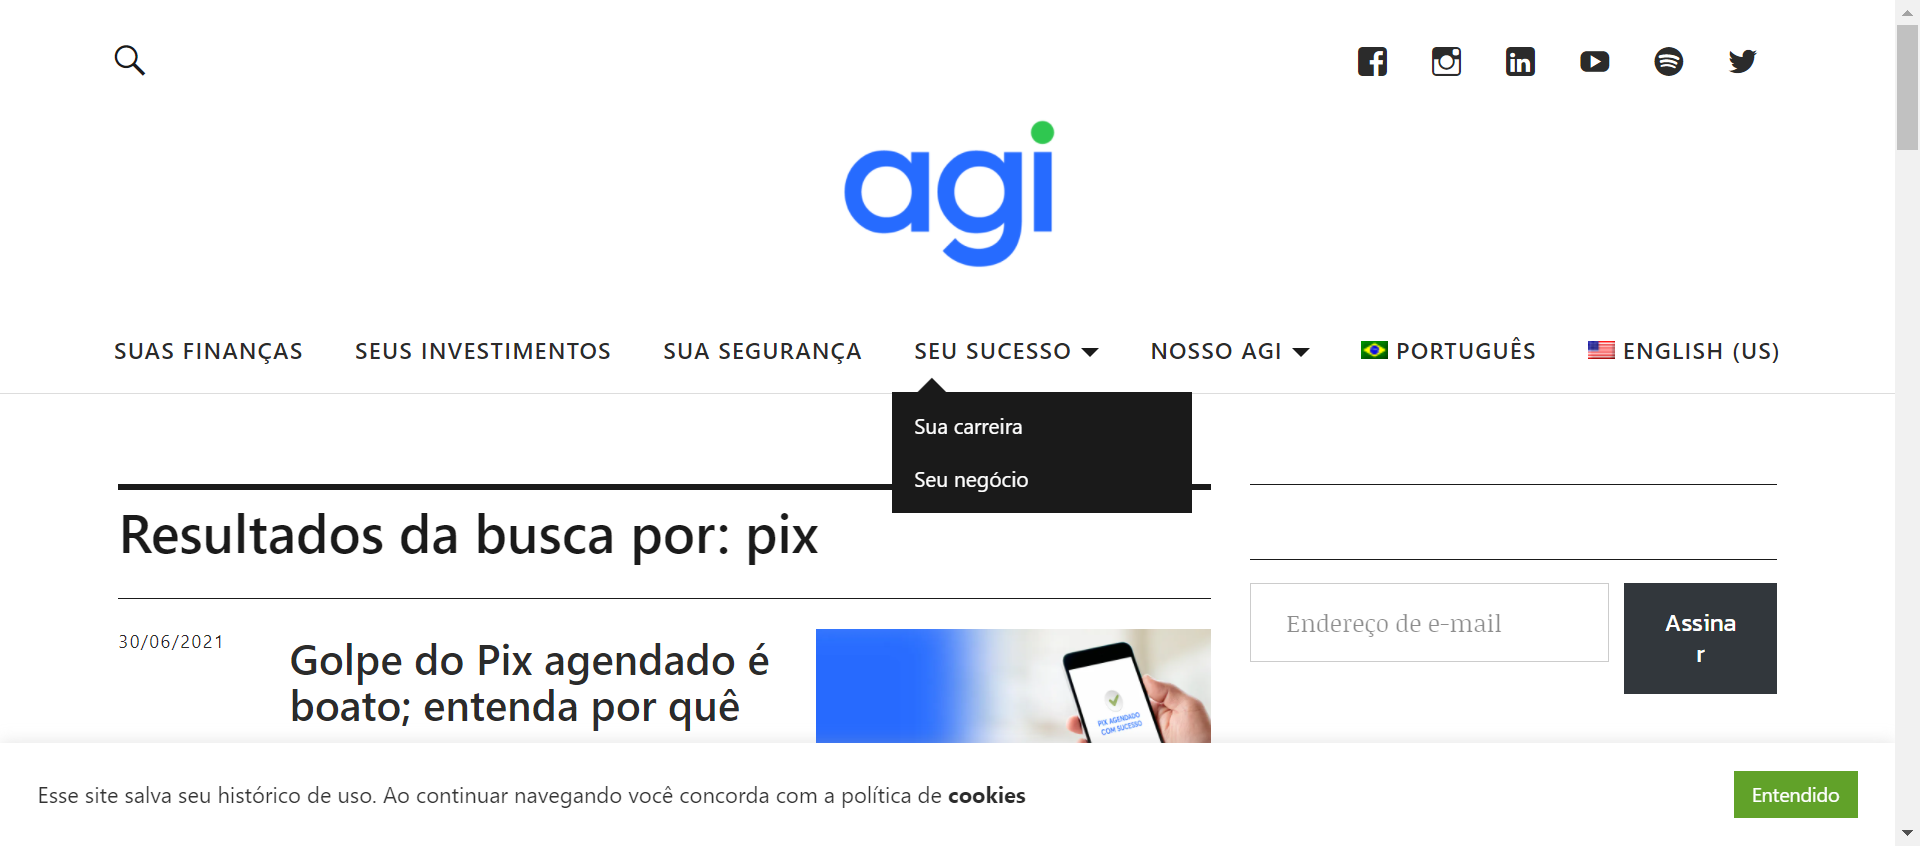 agi
SUAS FINANÇAS SEUS INVESTIMENTOS SUA SEGURANÇA SEU SUCESSO NOSSO AGI PORTUGUÊS ENGLISH (US)
Sua carreira
Seu negócio
Resultados da busca por: pix
30/06/2021
Golpe do Pix agendado é
boato; entenda por quê
PIX AGENDADO
COM SUCESSO
Endereço de e-mail
Assina
r
Esse site salva seu histórico de uso. Ao continuar navegando você concorda com a política de cookies
Entendido